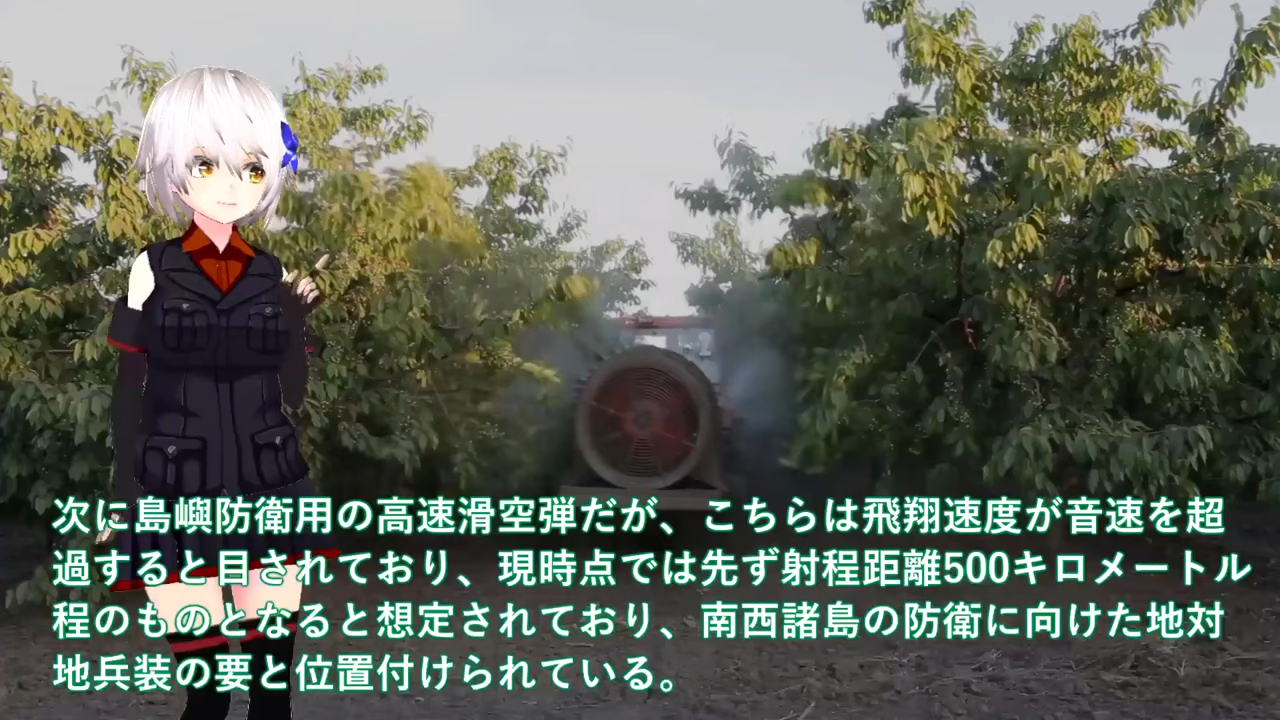 次に島嶼防衛用の高速滑空弾だが、こちらは飛翔速度が音速を超
過すると目されており、現時点では先ず射程距離500キロメートル
程のものとなると想定されており、南西諸島の防衛に向けた地対
地兵装の要と位置付けられている。